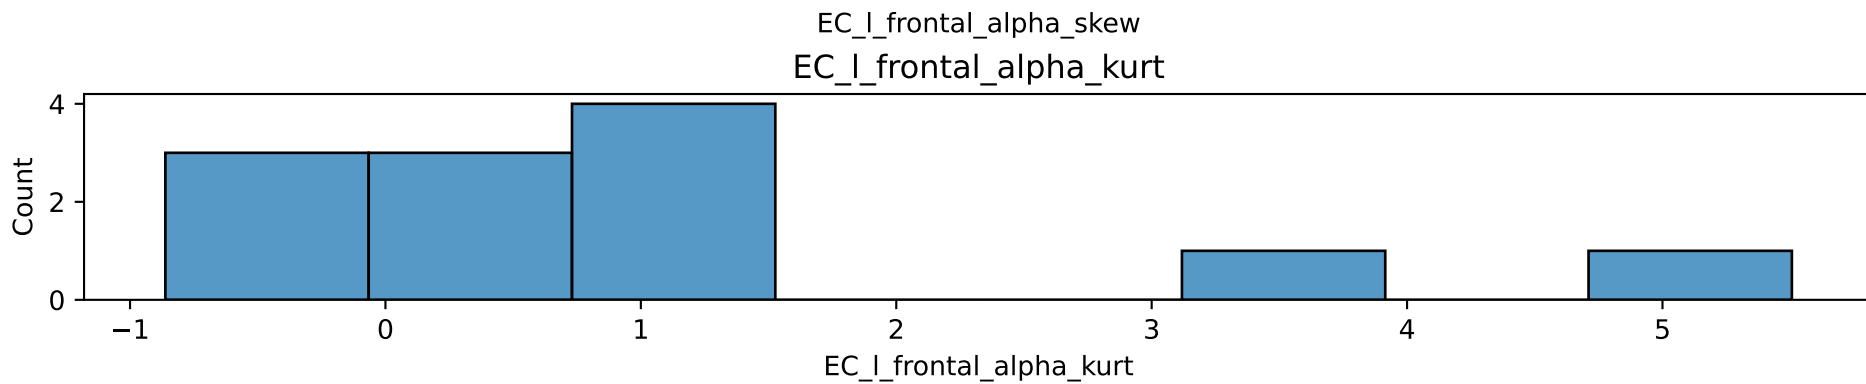 EC_l_frontal_alpha_skew
EC_l_frontal_alpha_kurt
4
2
0
Count
−1 0 1 2 3 4 5
EC_l_frontal_alpha_kurt